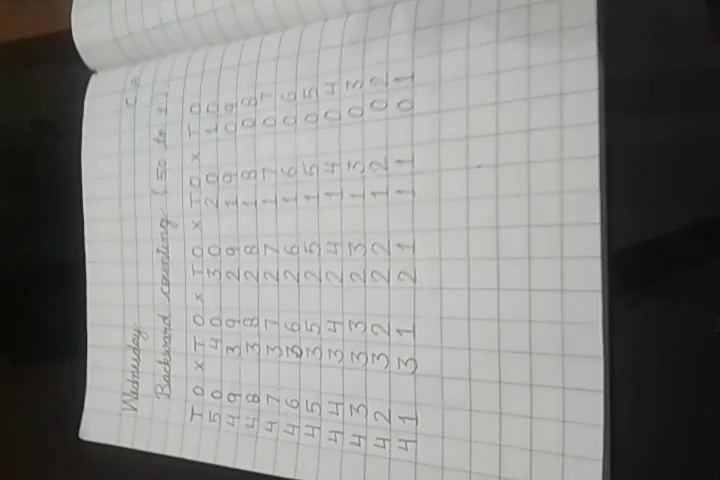 Wednesday C.A
Backward counting (50 to 1)
T O x T O x T O x T O x T O
5 0 4 0 3 0 2 0 1 0
4 9 3 9 2 9 1 9 0 9
4 8 3 8 2 8 1 8 0 8
4 7 3 7 2 7 1 7 0 7
4 6 3 6 2 6 1 6 0 6
4 5 3 5 2 5 1 5 0 5
4 4 3 4 2 4 1 4 0 4
4 3 3 3 2 3 1 3 0 3
4 2 3 2 2 2 1 2 0 2
4 1 3 1 2 1 1 1 0 1